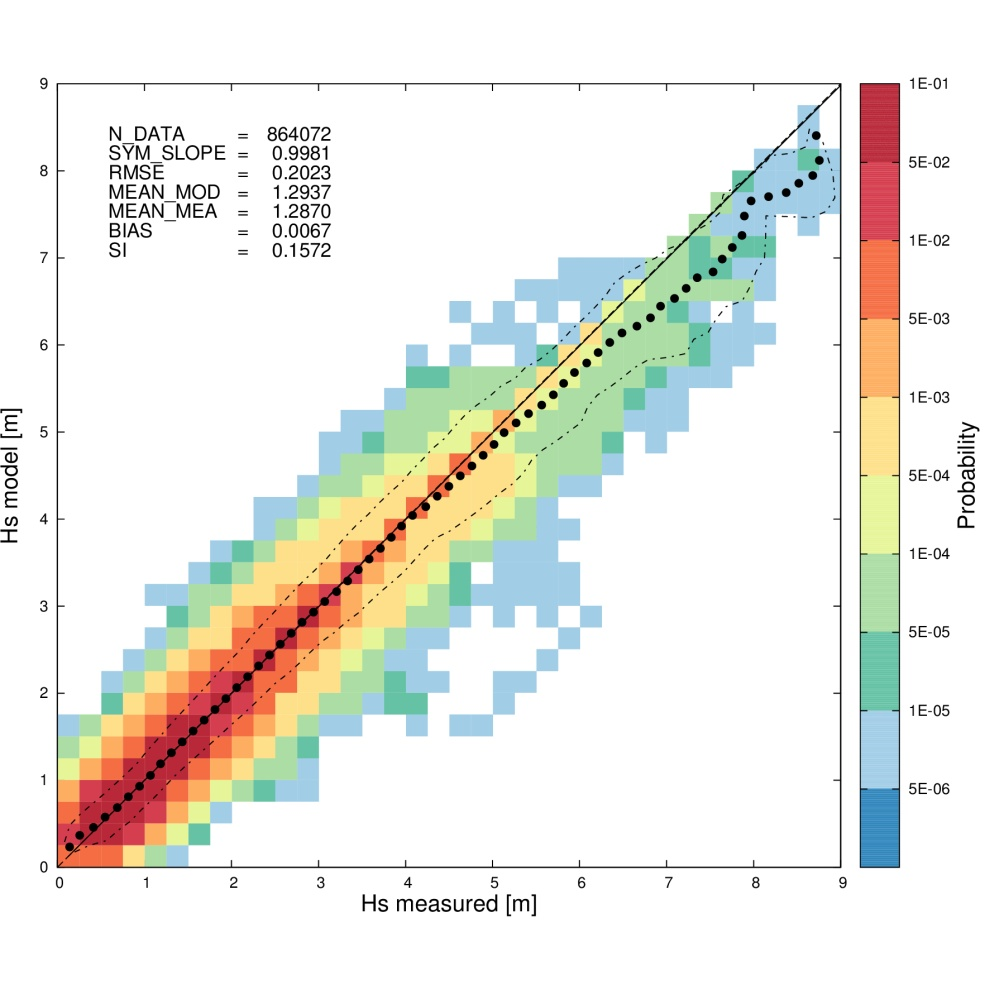 N_DATA = 864072
SYM_SLOPE = 0.9981
RMSE = 0.2023
MEAN_MOD = 1.2937
MEAN_MEA = 1.2870
BIAS = 0.0067
SI = 0.1572
9
8
7
6
5
4
3
2
1
0
Hs model [m]
0 1 2 3 4 5 6 7 8 9
Hs measured [m]
1E-01
5E-02
1E-02
5E-03
1E-03
5E-04
1E-04
5E-05
1E-05
5E-06
Probability